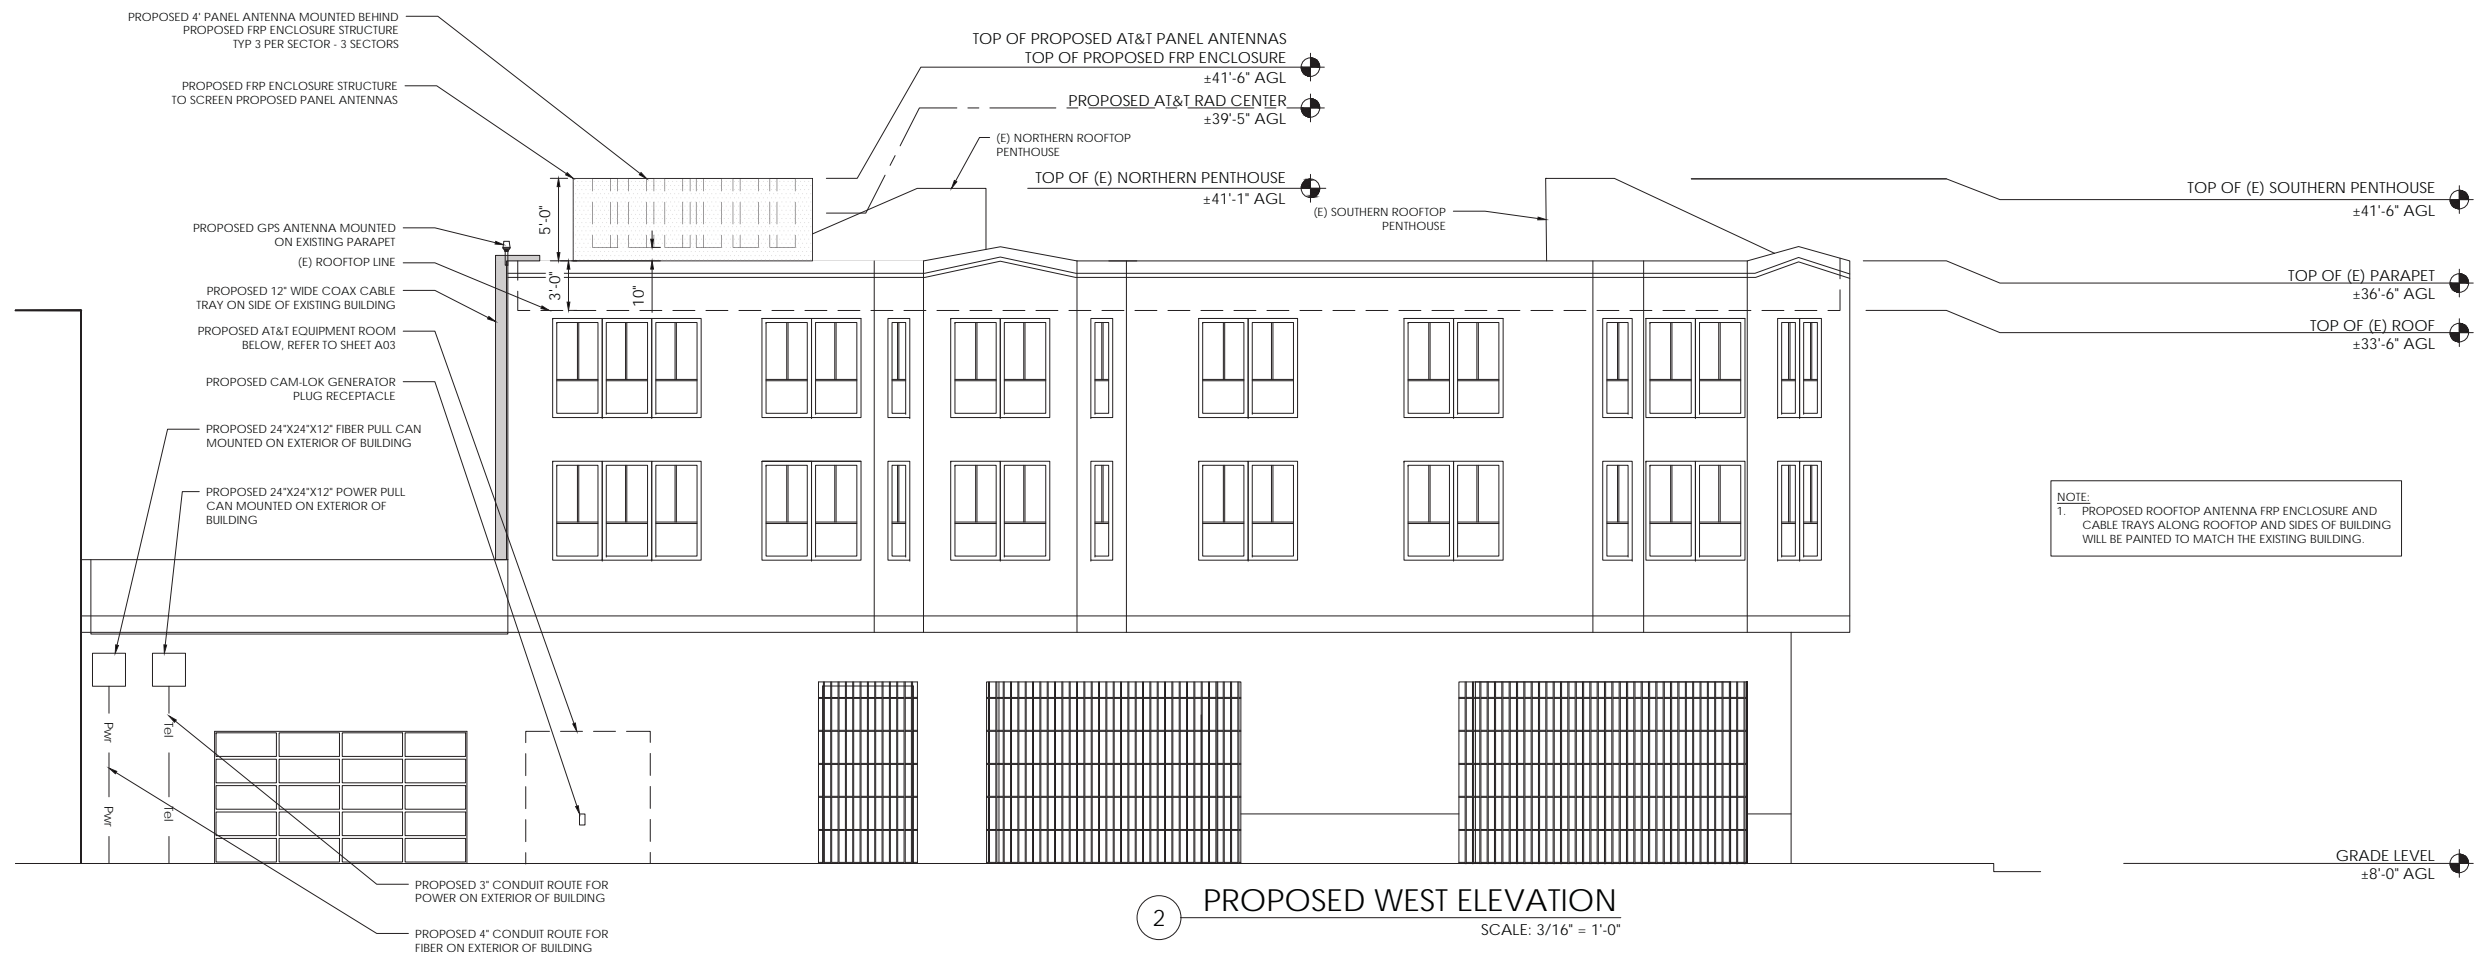 PROPOSED 4' PANEL ANTENNA MOUNTED BEHIND
PROPOSED FRP ENCLOSURE STRUCTURE
TYP 3 PER SECTOR - 3 SECTORS
PROPOSED FRP ENCLOSURE STRUCTURE
TO SCREEN PROPOSED PANEL ANTENNAS
TOP OF PROPOSED AT&T PANEL ANTENNAS
TOP OF PROPOSED FRP ENCLOSURE
±41'-6" AGL
PROPOSED AT&T RAD CENTER
±39'-5" AGL
(E) NORTHERN ROOFTOP
PENTHOUSE
TOP OF (E) NORTHERN PENTHOUSE
±41'-1" AGL
(E) SOUTHERN ROOFTOP
PENTHOUSE
TOP OF (E) SOUTHERN PENTHOUSE
±41'-6" AGL
TOP OF (E) PARAPET
±36'-6" AGL
TOP OF (E) ROOF
±33'-6" AGL
5'-0"
3'-0"
10"
PROPOSED GPS ANTENNA MOUNTED
ON EXISTING PARAPET
(E) ROOFTOP LINE
PROPOSED 12" WIDE COAX CABLE
TRAY ON SIDE OF EXISTING BUILDING
PROPOSED AT&T EQUIPMENT ROOM
BELOW, REFER TO SHEET A03
PROPOSED CAM-LOK GENERATOR
PLUG RECEPTACLE
PROPOSED 24"X24"X12" FIBER PULL CAN
MOUNTED ON EXTERIOR OF BUILDING
PROPOSED 24"X24"X12" POWER PULL
CAN MOUNTED ON EXTERIOR OF
BUILDING
NOTE:
1. PROPOSED ROOFTOP ANTENNA FRP ENCLOSURE AND
CABLE TRAYS ALONG ROOFTOP AND SIDES OF BUILDING
WILL BE PAINTED TO MATCH THE EXISTING BUILDING.
Pwr
Tel
Pwr
Tel
GRADE LEVEL
±8'-0" AGL
PROPOSED 3" CONDUIT ROUTE FOR
POWER ON EXTERIOR OF BUILDING
PROPOSED 4" CONDUIT ROUTE FOR
FIBER ON EXTERIOR OF BUILDING
2
PROPOSED WEST ELEVATION
SCALE: 3/16" = 1'-0"